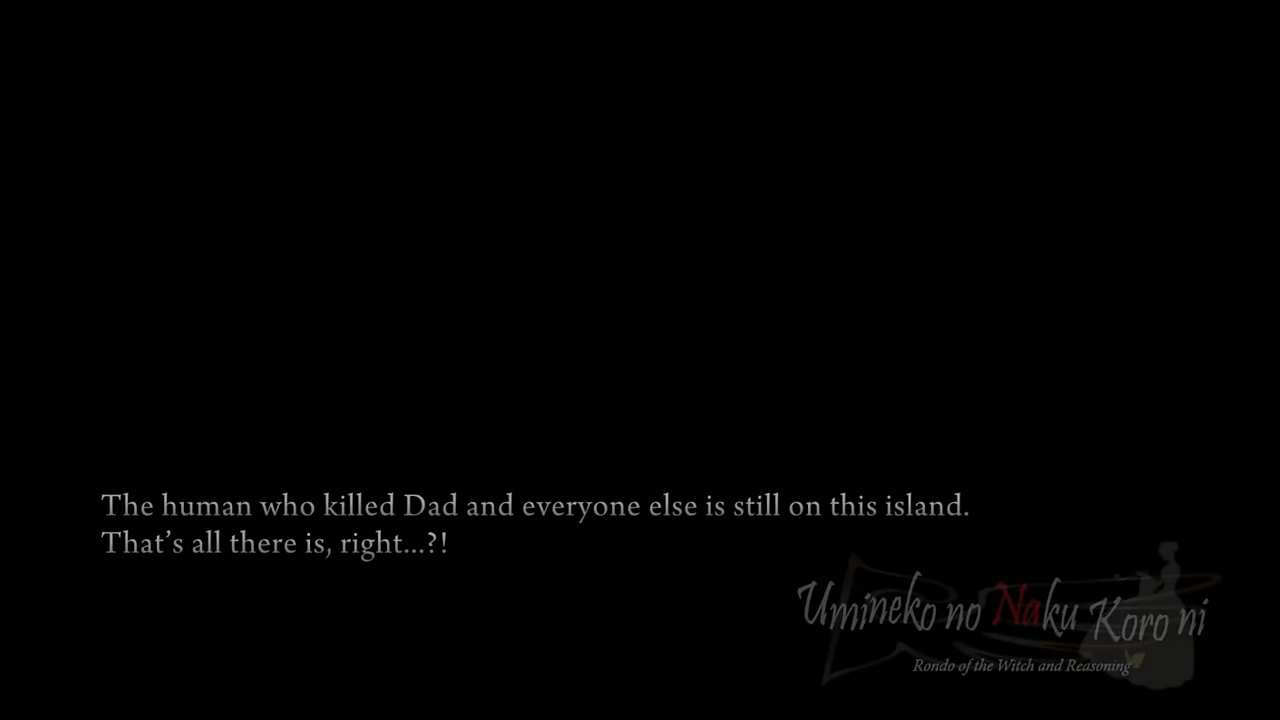 The human who killed Dad and everyone else is still on this island.
That's all there is, right...?!
Umineko no Naku Koro ni
Rondo of the Witch and Reasoning